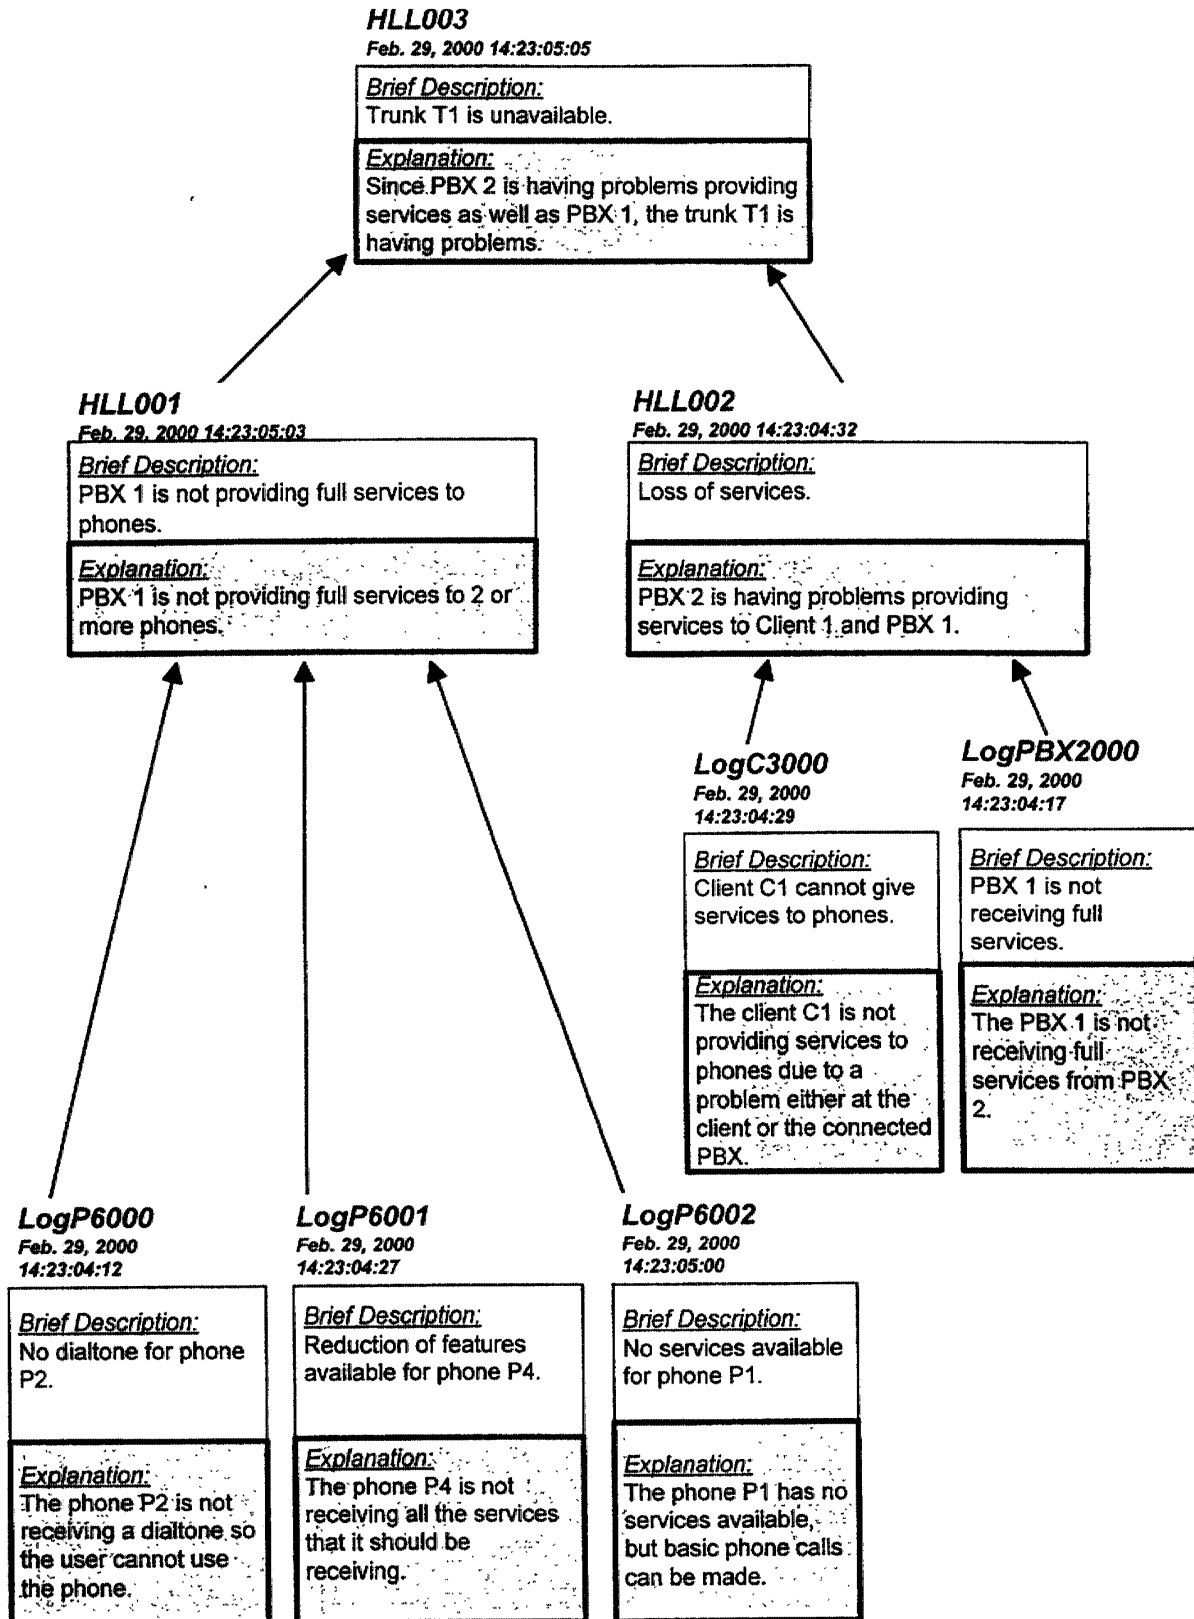 HLL003
Feb. 29, 2000 14:23:05:05
Brief Description:
Trunk T1 is unavailable.
Explanation:
Since PBX 2 is having problems providing
services as well as PBX 1, the trunk T1 is
having problems.
HLL001
Feb. 29, 2000 14:23:05:03
Brief Description:
PBX 1 is not providing full services to
phones.
Explanation:
PBX 1 is not providing full services to 2 or
more phones.
HLL002
Feb. 29, 2000 14:23:04:32
Brief Description:
Loss of services.
Explanation:
PBX 2 is having problems providing
services to Client 1 and PBX 1.
LogC3000
Feb. 29, 2000
14:23:04:29
Brief Description:
Client C1 cannot give
services to phones.
Explanation:
The client C1 is not
providing services to
phones due to a
problem either at the
client or the connected
PBX.
LogPBX2000
Feb. 29, 2000
14:23:04:17
Brief Description:
PBX 1 is not
receiving full
services.
Explanation:
The PBX 1 is not
receiving full
services from PBX
2.
LogP6000
Feb. 29, 2000
14:23:04:12
Brief Description:
No dialtone for phone
P2.
Explanation:
The phone P2 is not
receiving a dialtone so
the user cannot use
the phone.
LogP6001
Feb. 29, 2000
14:23:04:27
Brief Description:
Reduction of features
available for phone P4.
Explanation:
The phone P4 is not
receiving all the services
that it should be
receiving.
LogP6002
Feb. 29, 2000
14:23:05:00
Brief Description:
No services available
for phone P1.
Explanation:
The phone P1 has no
services available,
but basic phone calls
can be made.